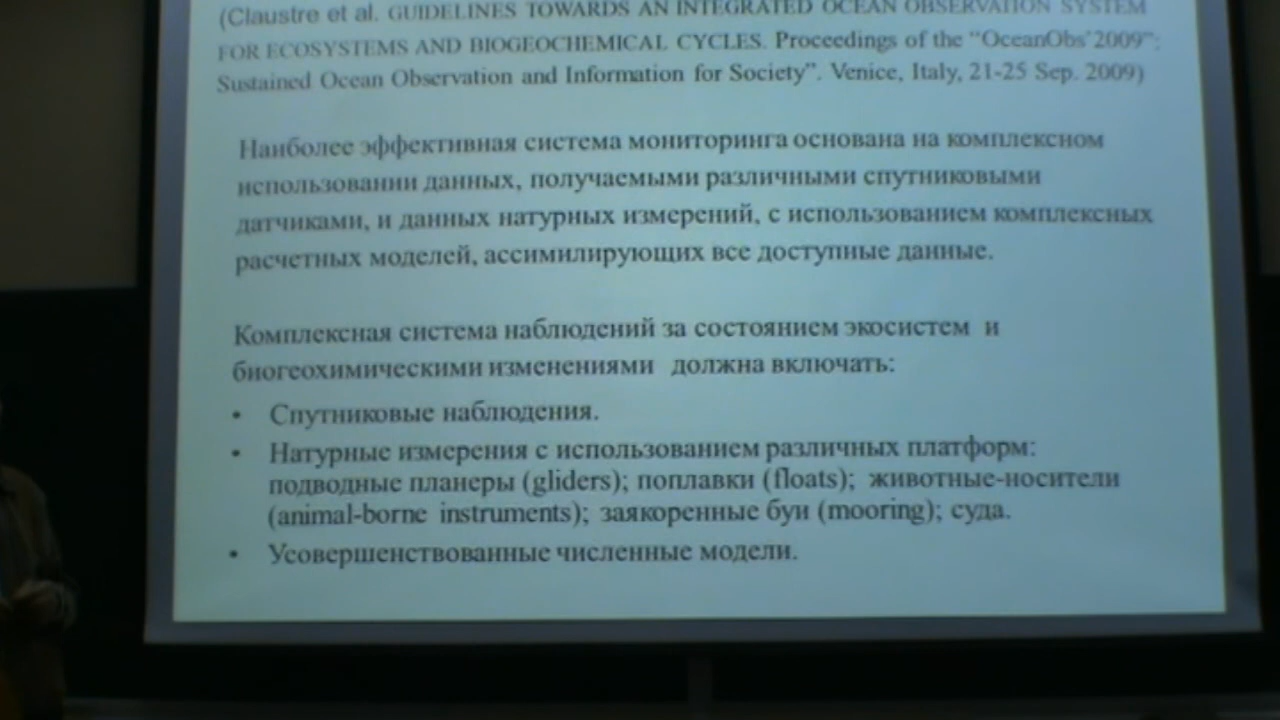 (Claustre et al. GUIDELINES TOWARDS AN INTEGRATED OCEAN OBSERVATION SYSTEM
FOR ECOSYSTEMS AND BIOGEOCHEMICAL CYCLES. Proceedings of the “OceanObs’2009”:
Sustained Ocean Observation and Information for Society”. Venice, Italy, 21-25 Sep. 2009)
Наиболее эффективная система мониторинга основана на комплексном
использовании данных, получаемыми различными спутниковыми
датчиками, и данных натурных измерений, с использованием комплексных
расчетных моделей, ассимилирующих все доступные данные.
Комплексная система наблюдений за состоянием экосистем и
биогеохимическими изменениями должна включать:
• Спутниковые наблюдения.
• Натурные измерения с использованием различных платформ:
подводные планеры (gliders); поплавки (floats); животные-носители
(animal-borne instruments); заякоренные буи (mooring); суда.
• Усовершенствованные численные модели.